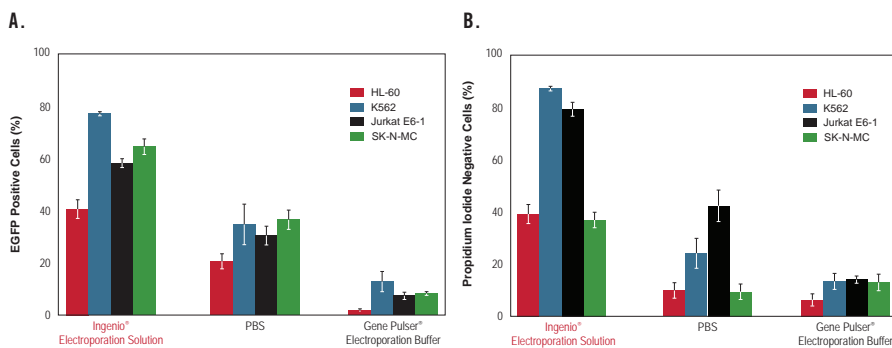 A.
100
80
60
40
20
0
EGFP Positive Cells (%)
HL-60
K562
Jurkat E6-1
SK-N-MC
Ingenio®
Electroporation Solution
PBS
Gene Pulser®
Electroporation Buffer
B.
100
80
60
40
20
0
Propidium Iodide Negative Cells (%)
HL-60
K562
Jurkat E6-1
SK-N-MC
Ingenio®
Electroporation Solution
PBS
Gene Pulser®
Electroporation Buffer